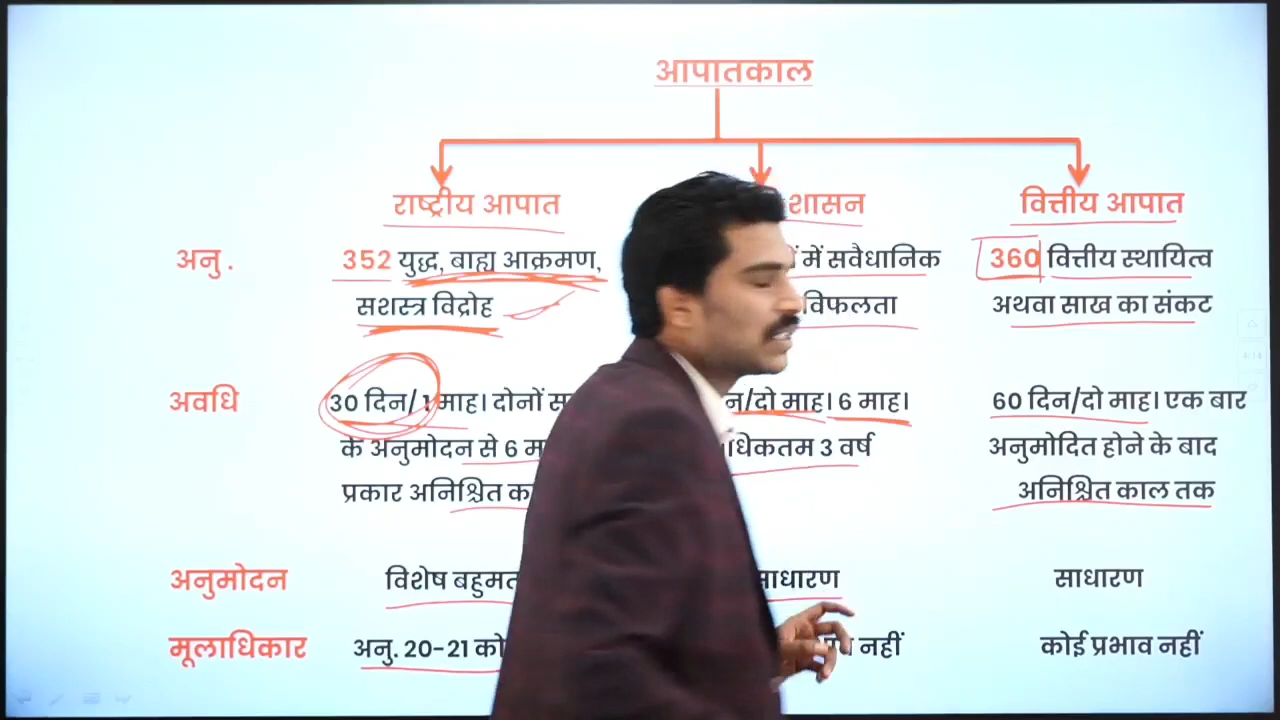 आपातकाल
राष्ट्रीय आपात शासन वित्तीय आपात
अनु. 352 युद्ध, बाह्य आक्रमण, में सवैधानिक 360 वित्तीय स्थायित्व
सशस्त्र विद्रोह विफलता अथवा साख का संकट
अवधि 30 दिन/ 1 माह। दोनों /दो माह। 6 माह। 60 दिन/दो माह। एक बार
के अनुमोदन से 6 3 वर्ष अनुमोदित होने के बाद
प्रकार अनिश्चित अनिश्चित काल तक
अनुमोदन विशेष बहुमत साधारण साधारण
मूलाधिकार अनु. 20-21 को नहीं कोई प्रभाव नहीं